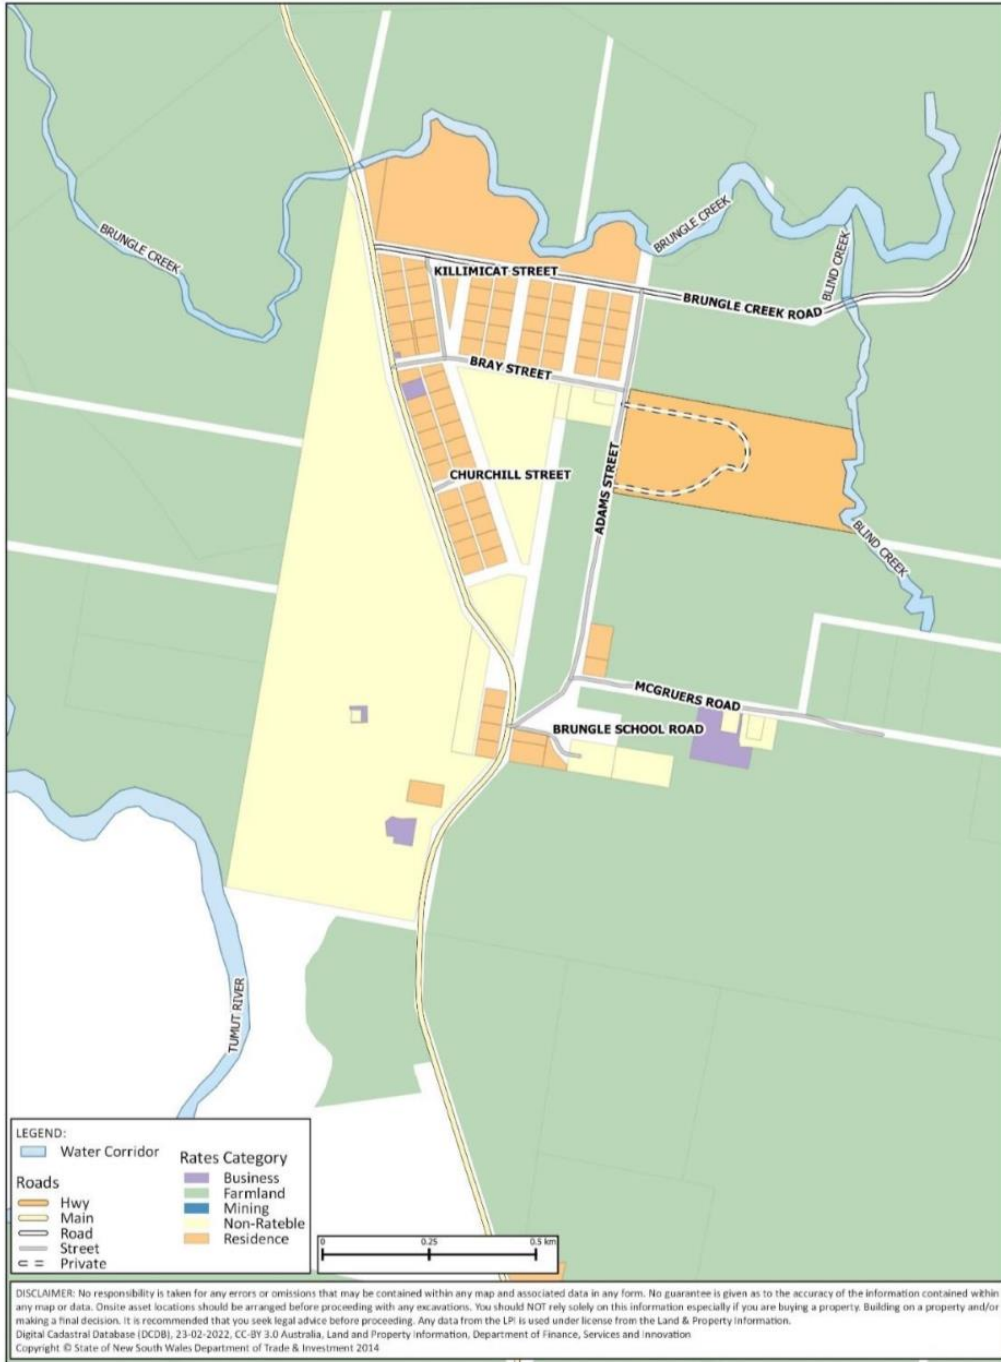 BRUNGLE CREEK
BRUNGLE CREEK
BLIND CREEK
KILLIMICAT STREET
BRUNGLE CREEK ROAD
BRAY STREET
CHURCHILL STREET
ADAMS STREET
BLIND CREEK
MCGRUERS ROAD
BRUNGLE SCHOOL ROAD
TUMUT RIVER
LEGEND:
Water Corridor
Roads
Hwy
Main
Road
Street
Private
Rates Category
Business
Farmland
Mining
Non-Rateble
Residence
0 0.25 0.5 km
DISCLAIMER: No responsibility is taken for any errors or omissions that may be contained within any map and associated data in any form. No guarantee is given as to the accuracy of the information contained within
any map or data. Onsite asset locations should be arranged before proceeding with any excavations. You should NOT rely solely on this information especially if you are buying a property. Building on a property and/or
making a final decision. It is recommended that you seek legal advice before proceeding. Any data from the LPI is used under license from the Land & Property Information.
Digital Cadastral Database (DCDB), 23-02-2022, CC-BY 3.0 Australia, Land and Property Information, Department of Finance, Services and Innovation
Copyright © State of New South Wales Department of Trade & Investment 2014